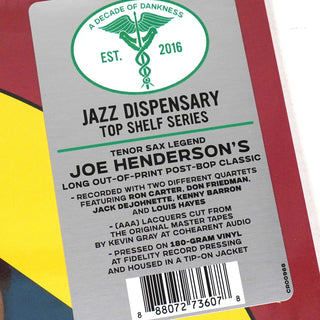 A DECADE OF DANKNESS
EST. 2016
JAZZ DISPENSARY
TOP SHELF SERIES
TENOR SAX LEGEND
JOE HENDERSON'S
LONG OUT-OF-PRINT POST-BOP CLASSIC
- RECORDED WITH TWO DIFFERENT QUARTETS
FEATURING RON CARTER, DON FRIEDMAN,
JACK DEJOHNETTE, KENNY BARRON
AND LOUIS HAYES
- (AAA) LACQUERS CUT FROM
THE ORIGINAL MASTER TAPES
BY KEVIN GRAY AT COHEARENT AUDIO
- PRESSED ON 180-GRAM VINYL
AT FIDELITY RECORD PRESSING
AND HOUSED IN A TIP-ON JACKET
8 88072 73607 8
CR00966